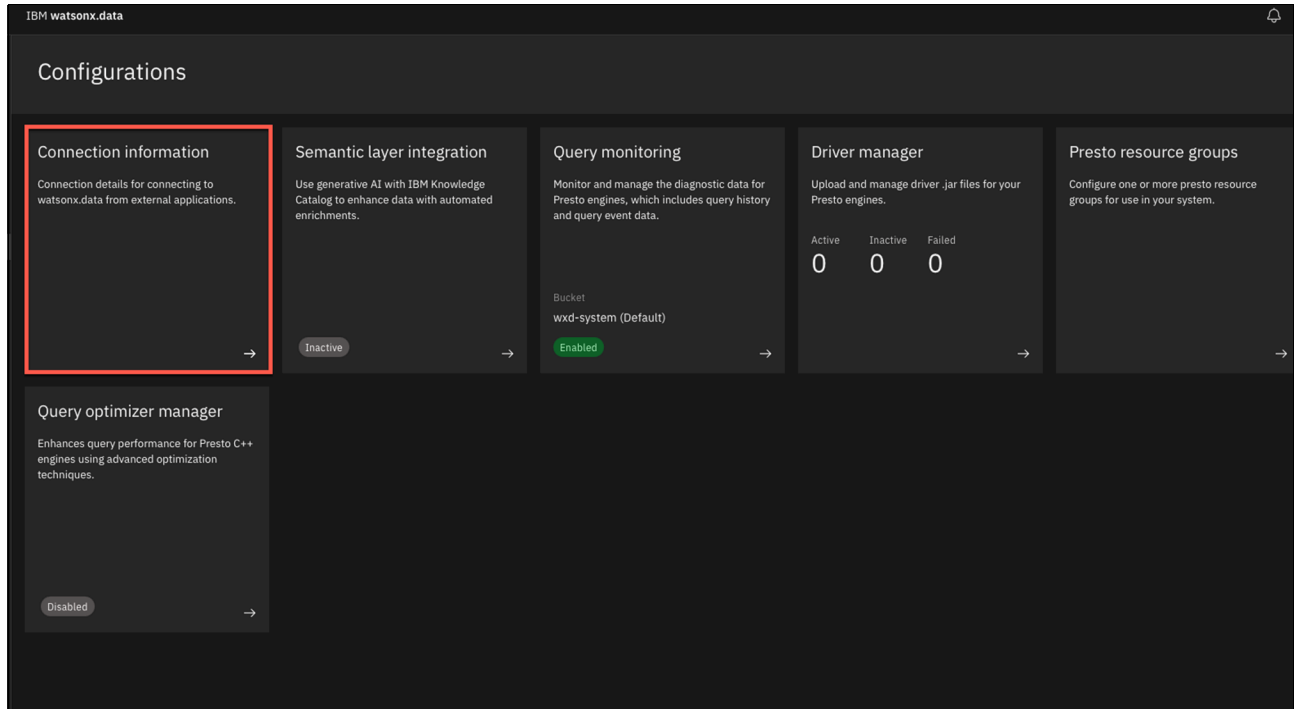 IBM watsonx.data
Configurations
Connection information
Connection details for connecting to
watsonx.data from external applications.
Semantic layer integration
Use generative AI with IBM Knowledge
Catalog to enhance data with automated
enrichments.
Inactive
Query monitoring
Monitor and manage the diagnostic data for
Presto engines, which includes query history
and query event data.
Bucket
wxd-system (Default)
Enabled
Driver manager
Upload and manage driver .jar files for your
Presto engines.
Active Inactive Failed
0 0 0
Presto resource groups
Configure one or more presto resource
groups for use in your system.
Query optimizer manager
Enhances query performance for Presto C++
engines using advanced optimization
techniques.
Disabled